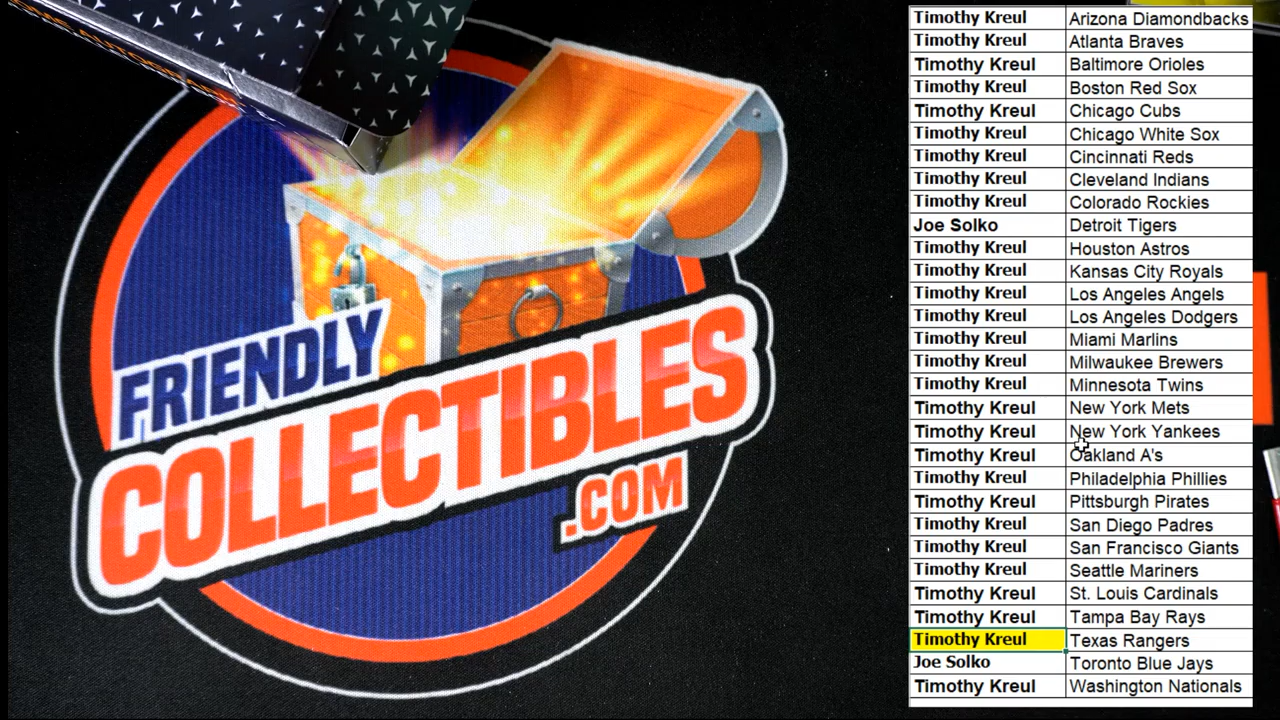 AUTOGRAPH
FRIENDLY
COLLECTIBLES
.COM
Timothy Kreul Arizona Diamondbacks
Timothy Kreul Atlanta Braves
Timothy Kreul Baltimore Orioles
Timothy Kreul Boston Red Sox
Timothy Kreul Chicago Cubs
Timothy Kreul Chicago White Sox
Timothy Kreul Cincinnati Reds
Timothy Kreul Cleveland Indians
Timothy Kreul Colorado Rockies
Joe Solko Detroit Tigers
Timothy Kreul Houston Astros
Timothy Kreul Kansas City Royals
Timothy Kreul Los Angeles Angels
Timothy Kreul Los Angeles Dodgers
Timothy Kreul Miami Marlins
Timothy Kreul Milwaukee Brewers
Timothy Kreul Minnesota Twins
Timothy Kreul New York Mets
Timothy Kreul New York Yankees
Timothy Kreul Oakland A's
Timothy Kreul Philadelphia Phillies
Timothy Kreul Pittsburgh Pirates
Timothy Kreul San Diego Padres
Timothy Kreul San Francisco Giants
Timothy Kreul Seattle Mariners
Timothy Kreul St. Louis Cardinals
Timothy Kreul Tampa Bay Rays
Timothy Kreul Texas Rangers
Joe Solko Toronto Blue Jays
Timothy Kreul Washington Nationals